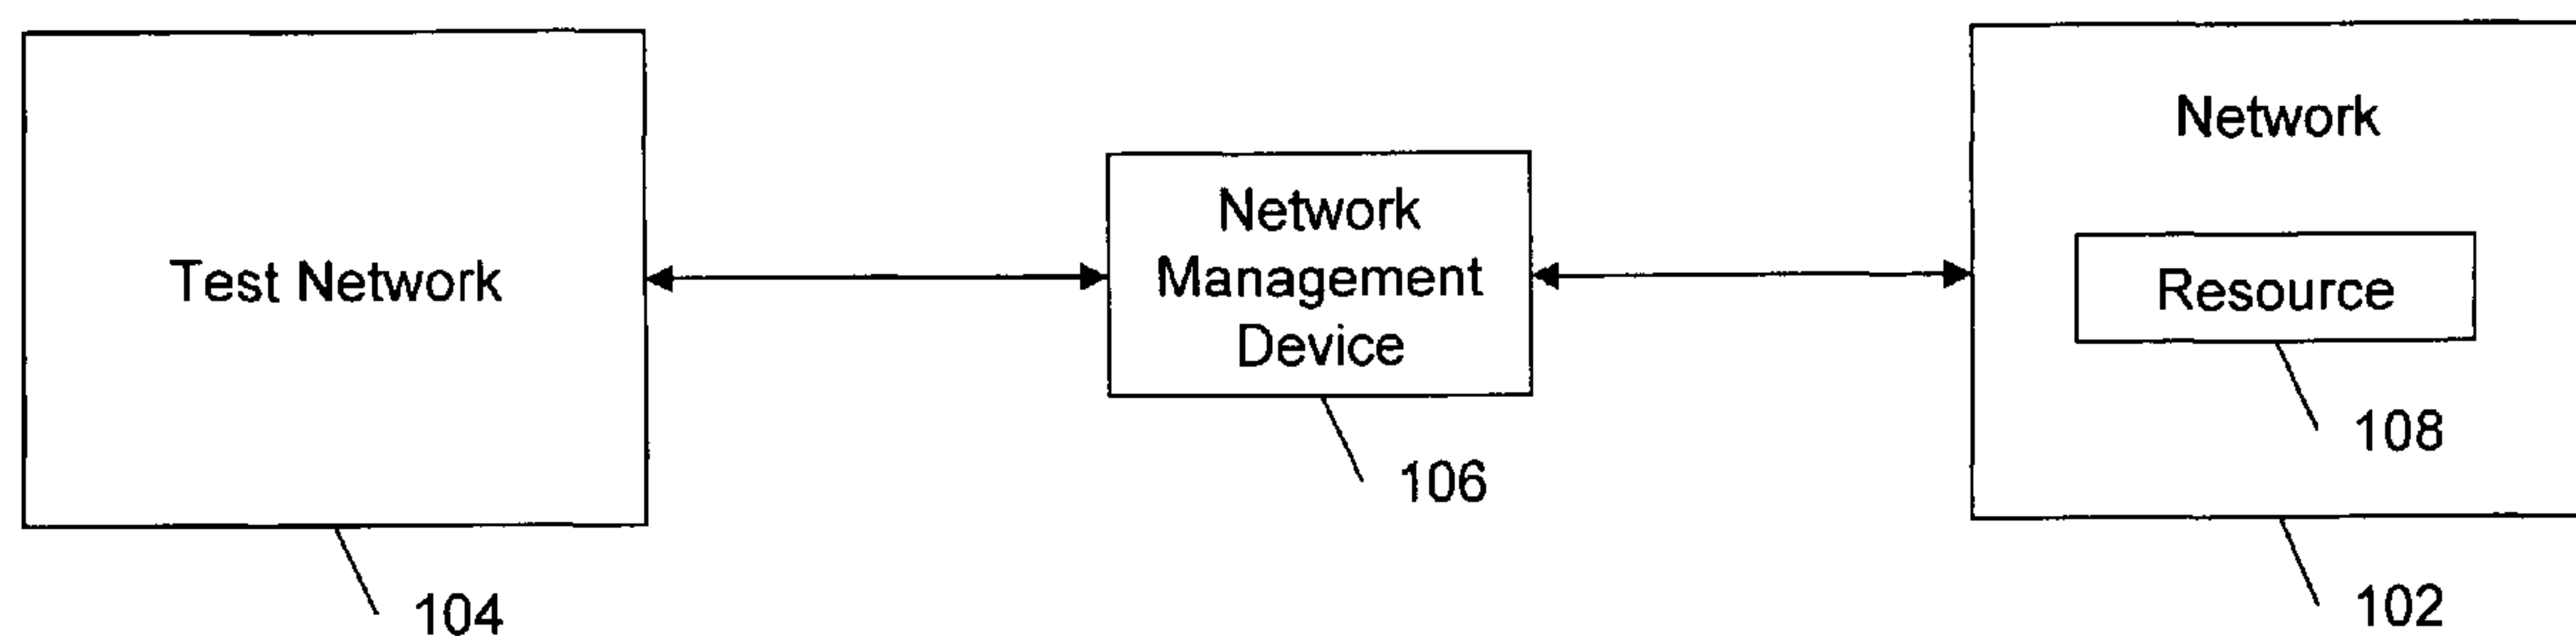 Network
Test Network
Network
Management
Device
Resource
108
106
104
102